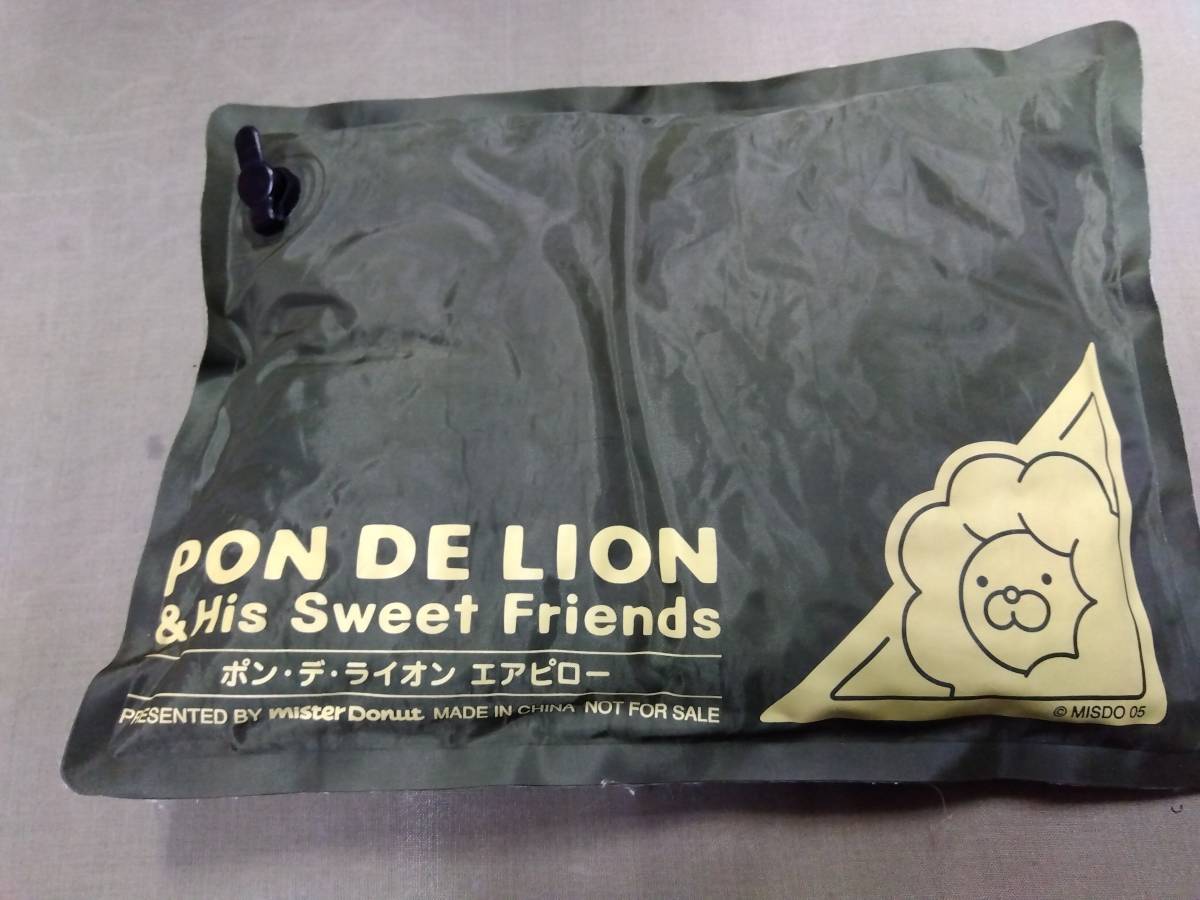 PON DE LION
& His Sweet Friends
ポン・デ・ライオン エアピロー
PRESENTED BY mister Donut MADE IN CHINA NOT FOR SALE
© MISDO 05